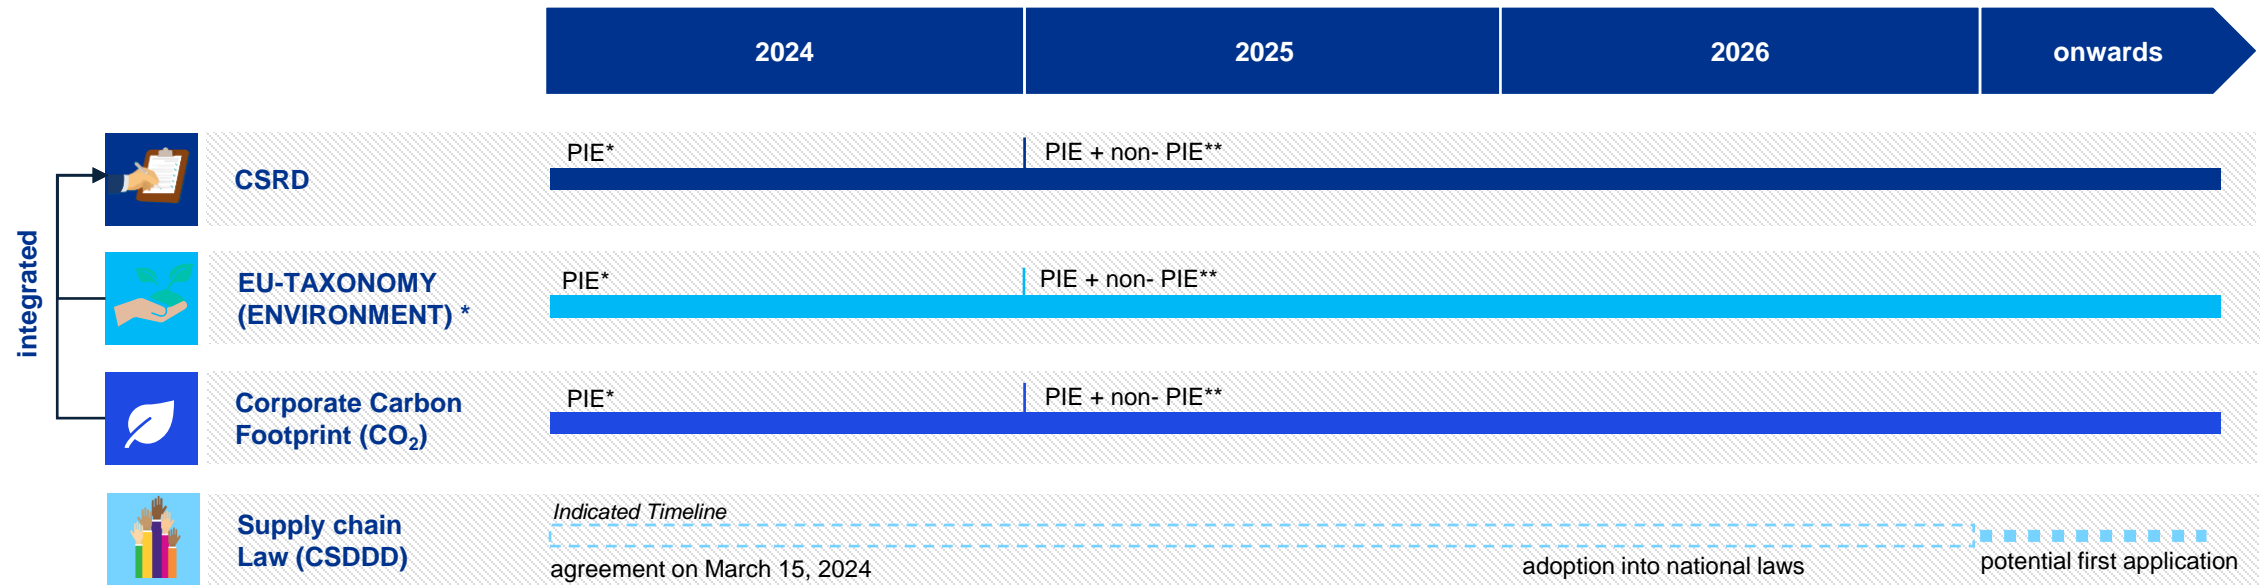 2024
2025
2026
onwards
integrated
CSRD
PIE*
PIE + non- PIE**
EU-TAXONOMY
(ENVIRONMENT) *
PIE*
PIE + non- PIE**
Corporate Carbon
Footprint (CO₂)
PIE*
PIE + non- PIE**
Supply chain
Law (CSDDD)
Indicated Timeline
agreement on March 15, 2024
adoption into national laws
potential first application